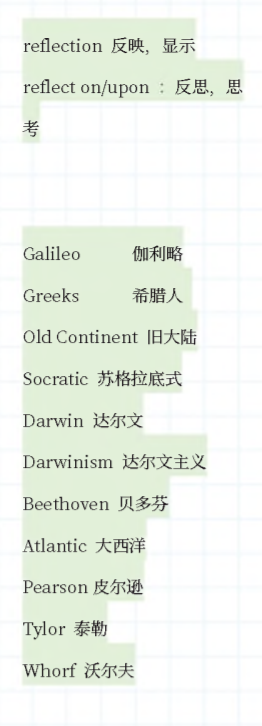 reflection 反映，显示
reflect on/upon ：反思，思
考
Galileo 伽利略
Greeks 希腊人
Old Continent 旧大陆
Socratic 苏格拉底式
Darwin 达尔文
Darwinism 达尔文主义
Beethoven 贝多芬
Atlantic 大西洋
Pearson 皮尔逊
Tylor 泰勒
Whorf 沃尔夫